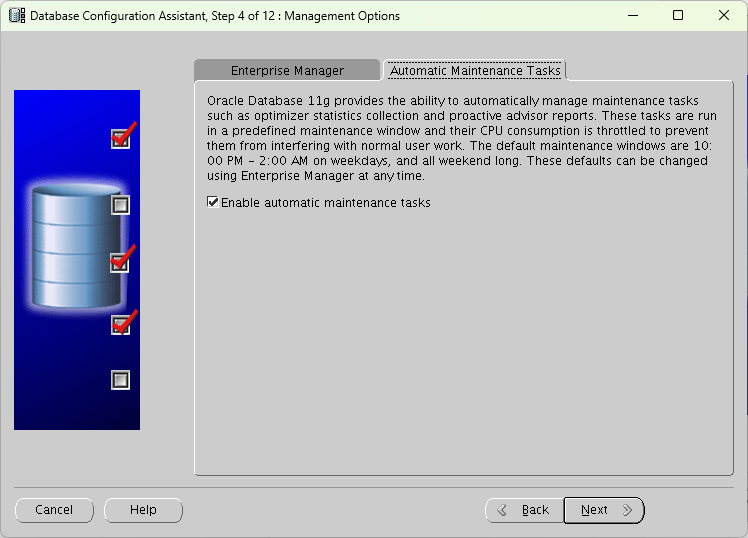 Database Configuration Assistant, Step 4 of 12 : Management Options
Enterprise Manager
Automatic Maintenance Tasks
Oracle Database 11g provides the ability to automatically manage maintenance tasks
such as optimizer statistics collection and proactive advisor reports. These tasks are run
in a predefined maintenance window and their CPU consumption is throttled to prevent
them from interfering with normal user work. The default maintenance windows are 10:
00 PM - 2:00 AM on weekdays, and all weekend long. These defaults can be changed
using Enterprise Manager at any time.
Enable automatic maintenance tasks
Cancel
Help
Back
Next